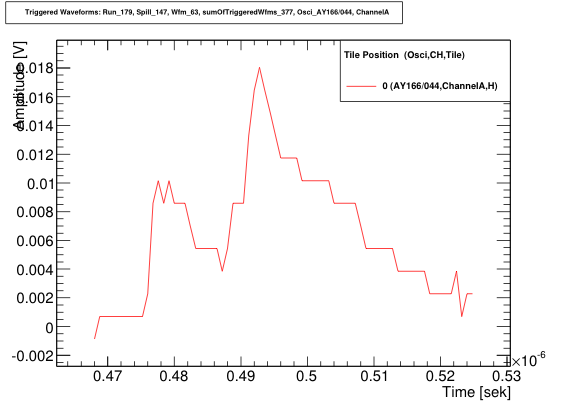 Triggered Waveforms: Run_179, Spill_147, Wfm_63, sumOfTriggeredWfms_377, Osci_AY166/044, ChannelA
Amplitude [V]
Tile Position (Osci,CH,Tile)
0 (AY166/044,ChannelA,H)
0.018
0.016
0.014
0.012
0.01
0.008
0.006
0.004
0.002
0
-0.002
0.47 0.48 0.49 0.5 0.51 0.52 0.53
×10-6
Time [sek]